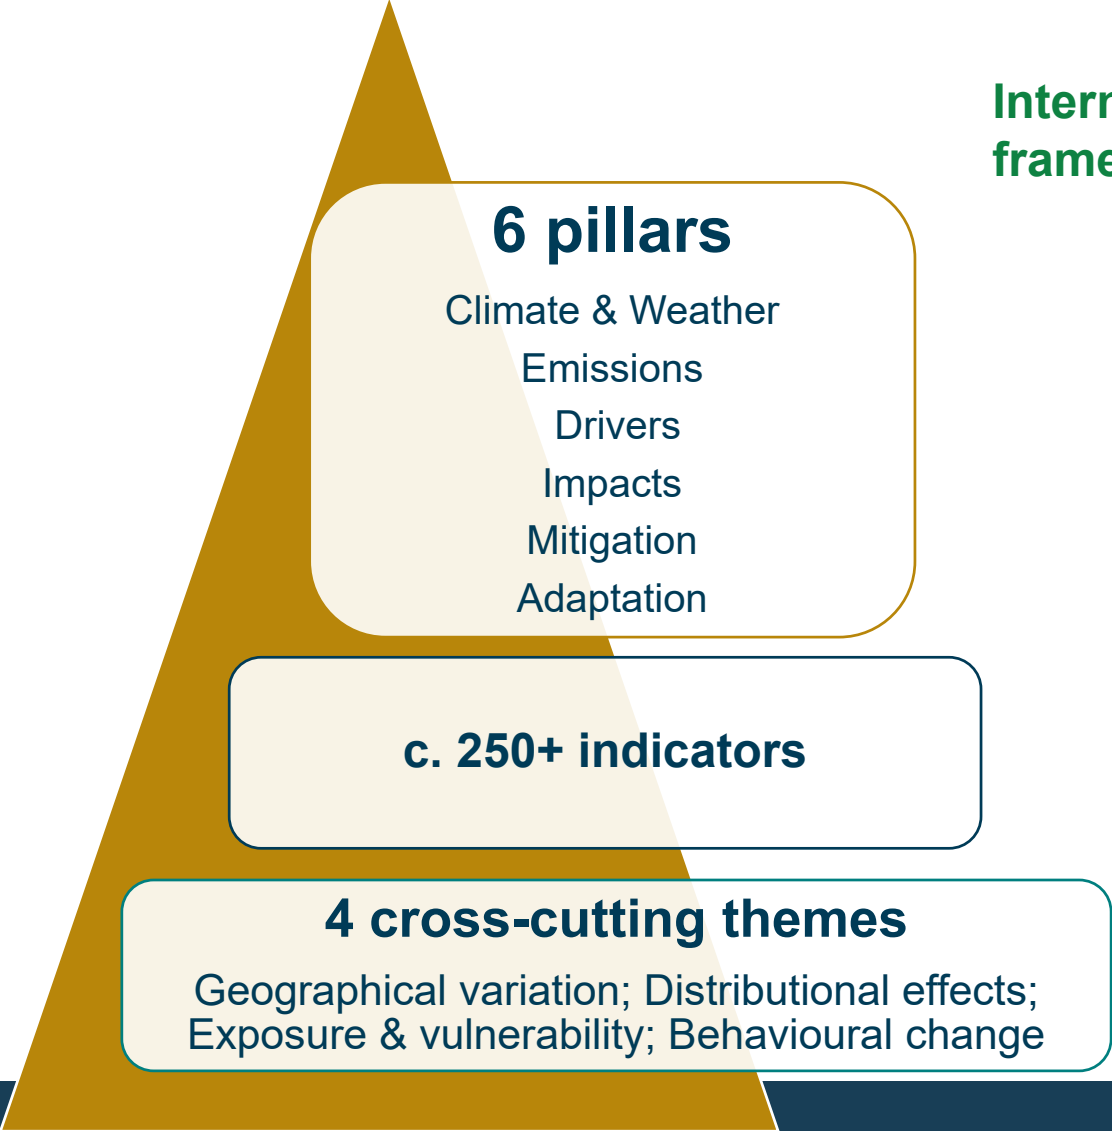 6 pillars
Climate & Weather
Emissions
Drivers
Impacts
Mitigation
Adaptation
c. 250+ indicators
4 cross-cutting themes
Geographical variation; Distributional effects;
Exposure & vulnerability; Behavioural change